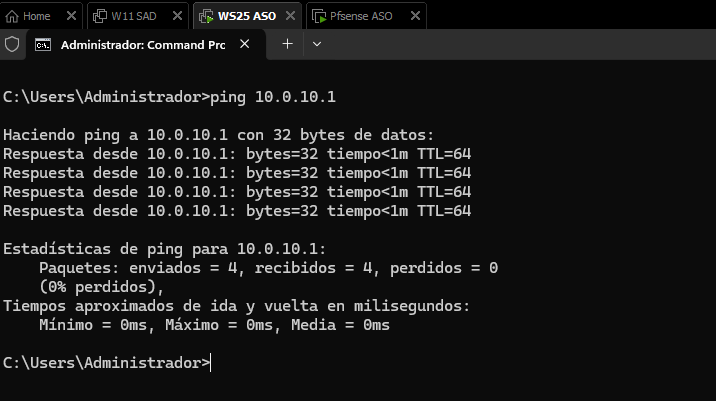 Home
W11 SAD
WS25 ASO
Pfsense ASO
Administrador: Command Prc
C:\Users\Administrador>ping 10.0.10.1
Haciendo ping a 10.0.10.1 con 32 bytes de datos:
Respuesta desde 10.0.10.1: bytes=32 tiempo<1m TTL=64
Respuesta desde 10.0.10.1: bytes=32 tiempo<1m TTL=64
Respuesta desde 10.0.10.1: bytes=32 tiempo<1m TTL=64
Respuesta desde 10.0.10.1: bytes=32 tiempo<1m TTL=64
Estadísticas de ping para 10.0.10.1:
    Paquetes: enviados = 4, recibidos = 4, perdidos = 0
    (0% perdidos),
Tiempos aproximados de ida y vuelta en milisegundos:
    Mínimo = 0ms, Máximo = 0ms, Media = 0ms
C:\Users\Administrador>